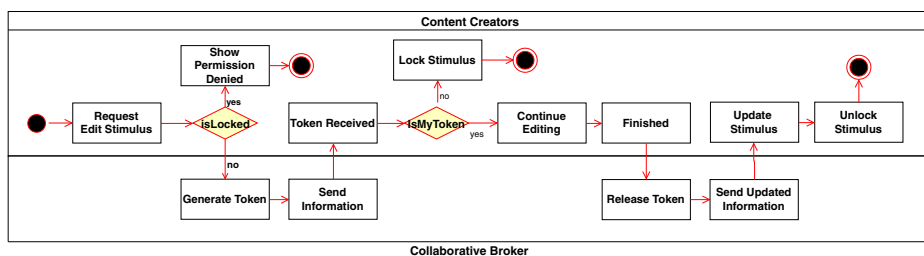 Content Creators
Show
Permission
Denied
Lock Stimulus
yes
no
Request
Edit Stimulus
isLocked
Token Received
IsMyToken
yes
Continue
Editing
Finished
Update
Stimulus
Unlock
Stimulus
no
Generate Token
Send
Information
Release Token
Send Updated
Information
Collaborative Broker